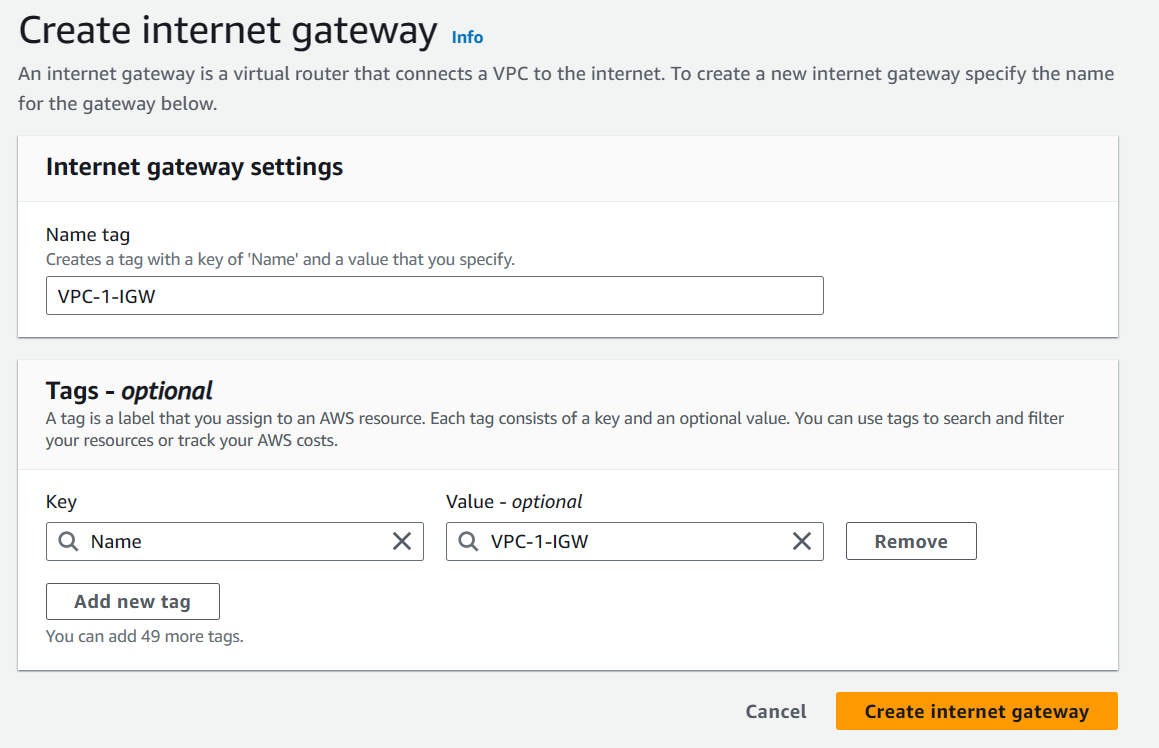 Create internet gateway Info
An internet gateway is a virtual router that connects a VPC to the internet. To create a new internet gateway specify the name
for the gateway below.
Internet gateway settings
Name tag
Creates a tag with a key of 'Name' and a value that you specify.
VPC-1-IGW
Tags - optional
A tag is a label that you assign to an AWS resource. Each tag consists of a key and an optional value. You can use tags to search and filter
your resources or track your AWS costs.
Key Value - optional
Name VPC-1-IGW Remove
Add new tag
You can add 49 more tags.
Cancel Create internet gateway